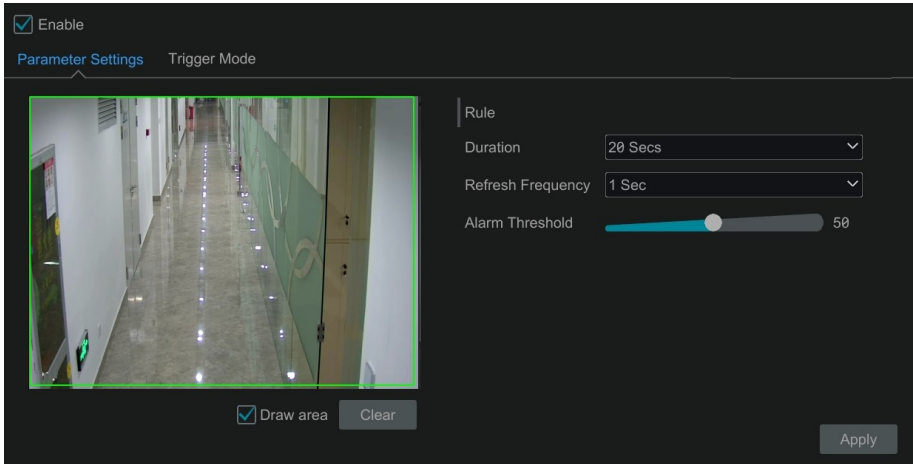 Enable
Parameter Settings Trigger Mode
Rule
Duration 20 Secs
Refresh Frequency 1 Sec
Alarm Threshold 50
Draw area Clear
Apply